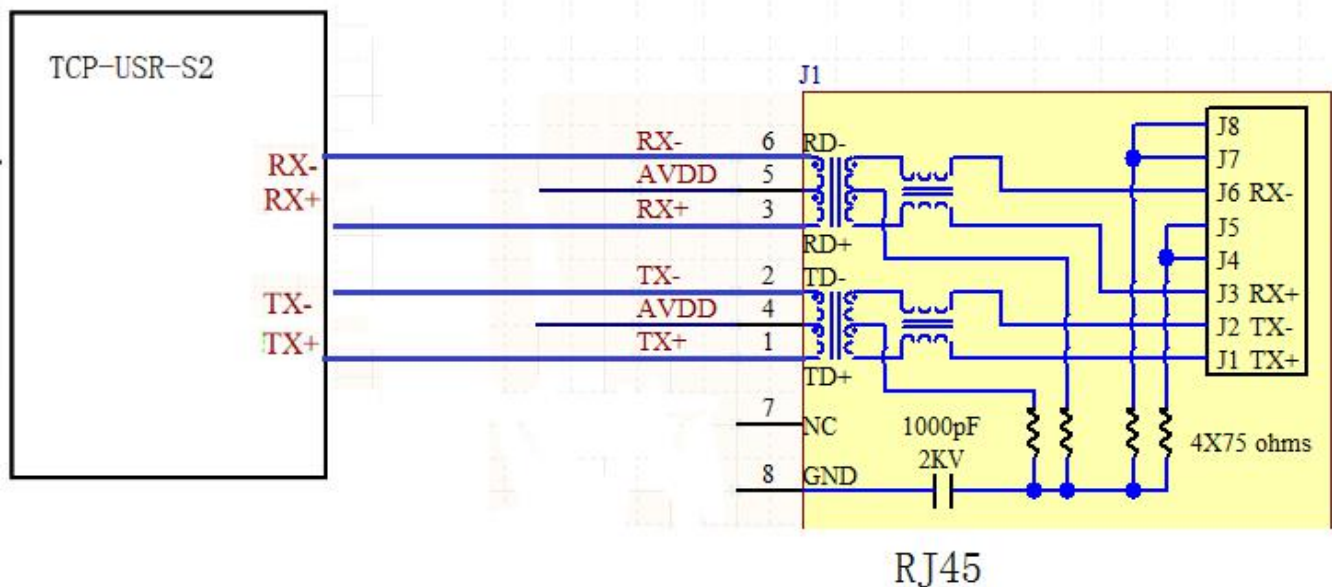 TCP-USR-S2
J1
RX-
RX+
TX-
TX+
RX- 6 RD-
AVDD 5
RX+ 3
RD+
TX- 2 TD-
AVDD 4
TX+ 1
TD+
7 NC
8 GND
1000pF
2KV
4X75 ohms
J8
J7
J6 RX-
J5
J4
J3 RX+
J2 TX-
J1 TX+
RJ45